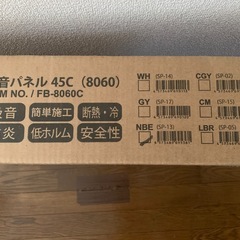 音パネル 45C（8060）
M NO. / FB-8060C
音 簡単施工 断熱・冷
炎 低ホルム 安全性
WH (SP-14) CGY (SP-02)
GY (SP-17) CM (SP-15)
NBE (SP-13) LBR (SP-05)